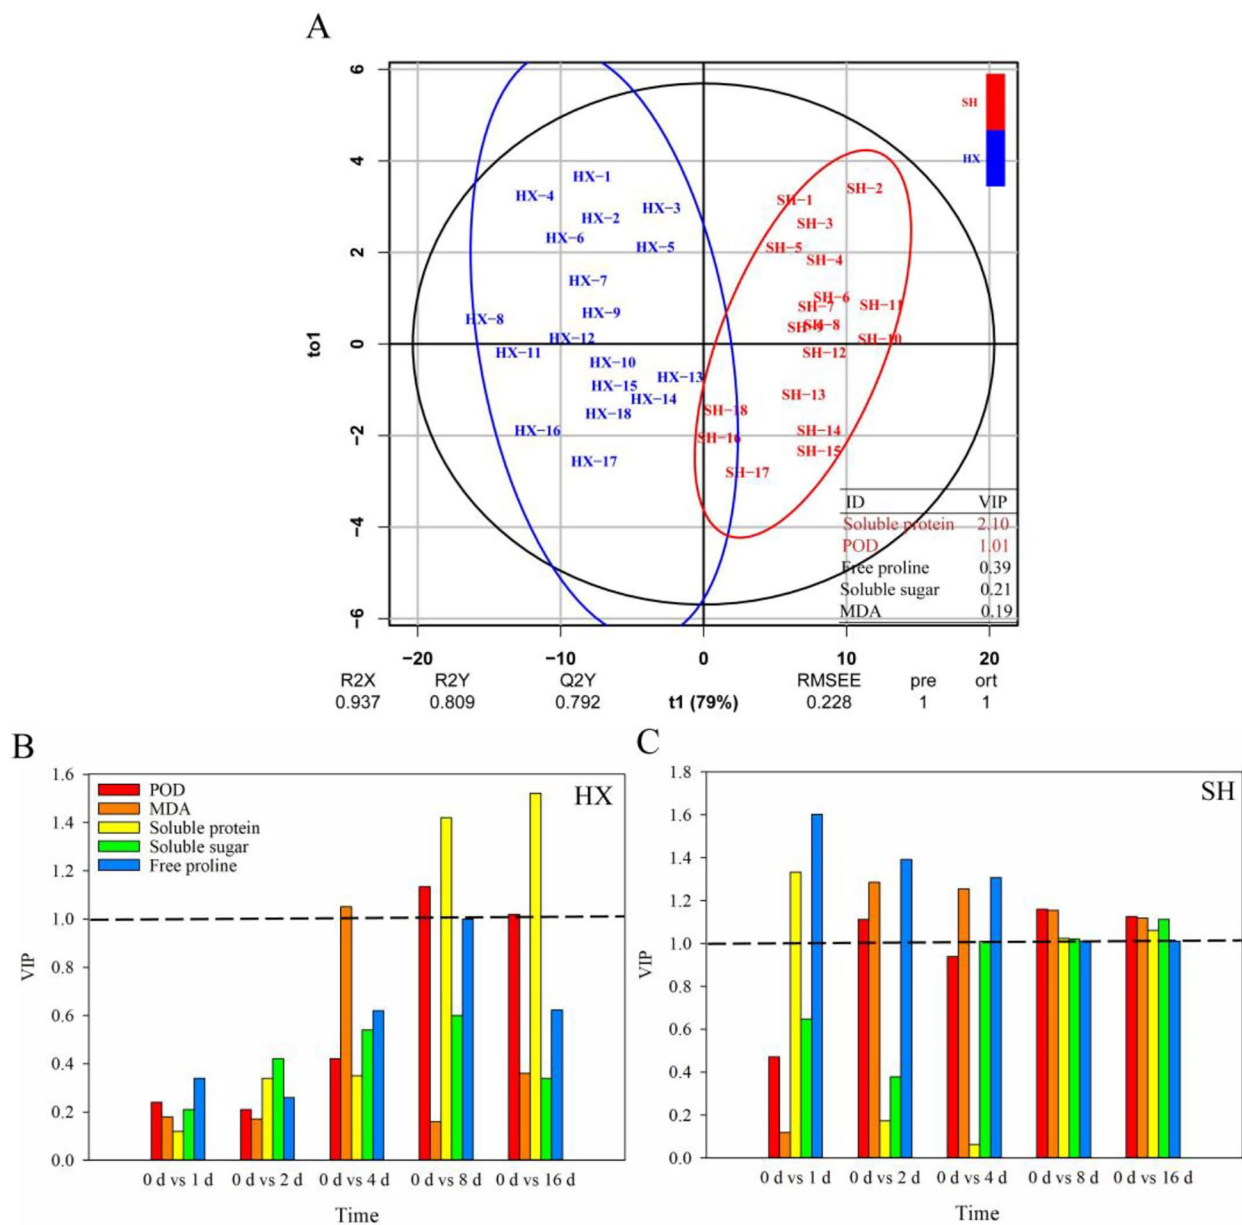 A
6
4
2
0
−2
−4
−6
to1
SH
HX
HX−1
HX−4
HX−3
HX−2
HX−6
HX−5
HX−7
HX−9
HX−8
HX−12
HX−11
HX−10
HX−13
HX−15
HX−14
HX−18
HX−16
HX−17
SH−2
SH−1
SH−3
SH−5
SH−4
SH−6
SH−7
SH−11
SH−8
SH−9
SH−10
SH−12
SH−13
SH−18
SH−14
SH−16
SH−15
SH−17
ID VIP
Soluble protein 2.10
POD 1.01
Free proline 0.39
Soluble sugar 0.21
MDA 0.19
−20 −10 0 10 20
R2X R2Y Q2Y RMSEE pre ort
0.937 0.809 0.792 t1 (79%) 0.228 1 1
B
HX
POD
MDA
Soluble protein
Soluble sugar
Free proline
1.6
1.4
1.2
1.0
0.8
0.6
0.4
0.2
0.0
VIP
0 d vs 1 d 0 d vs 2 d 0 d vs 4 d 0 d vs 8 d 0 d vs 16 d
Time
C
SH
1.8
1.6
1.4
1.2
1.0
0.8
0.6
0.4
0.2
0.0
VIP
0 d vs 1 d 0 d vs 2 d 0 d vs 4 d 0 d vs 8 d 0 d vs 16 d
Time